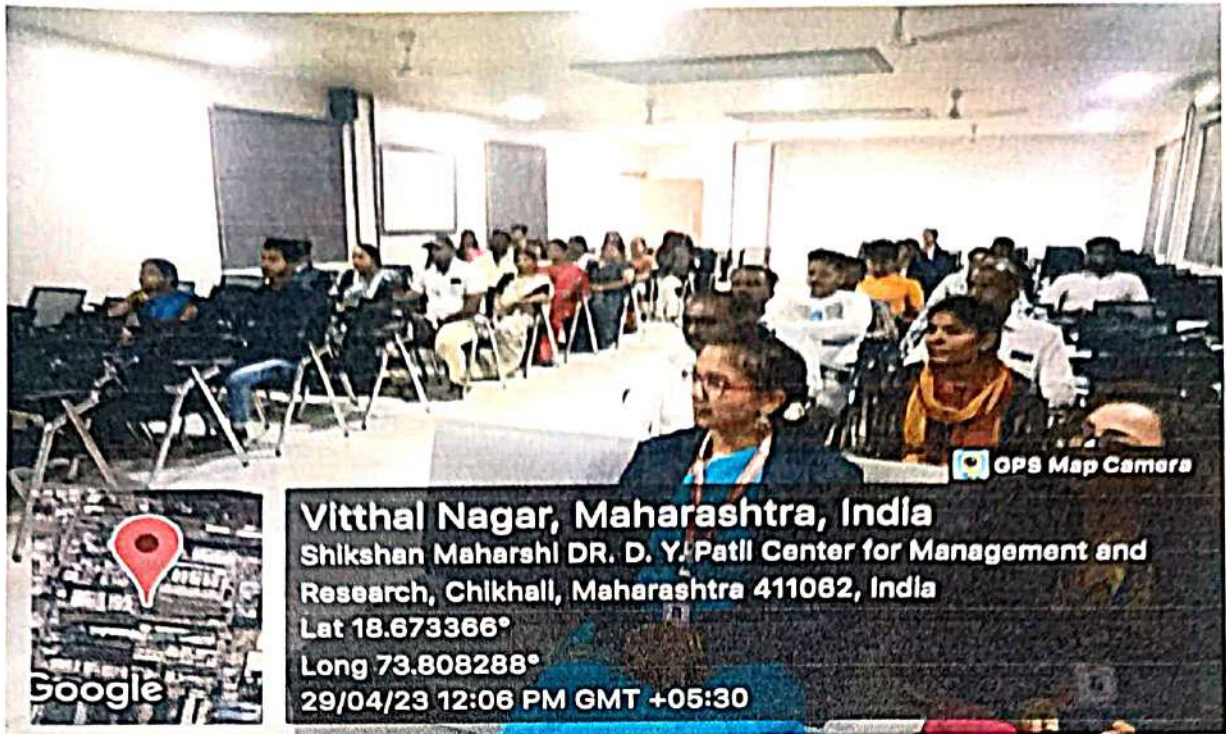 GPS Map Camera
Vitthal Nagar, Maharashtra, India
Shikshan Maharshi DR. D. Y. Patil Center for Management and
Research, Chikhali, Maharashtra 411062, India
Lat 18.673366°
Long 73.808288°
29/04/23 12:06 PM GMT +05:30
Google